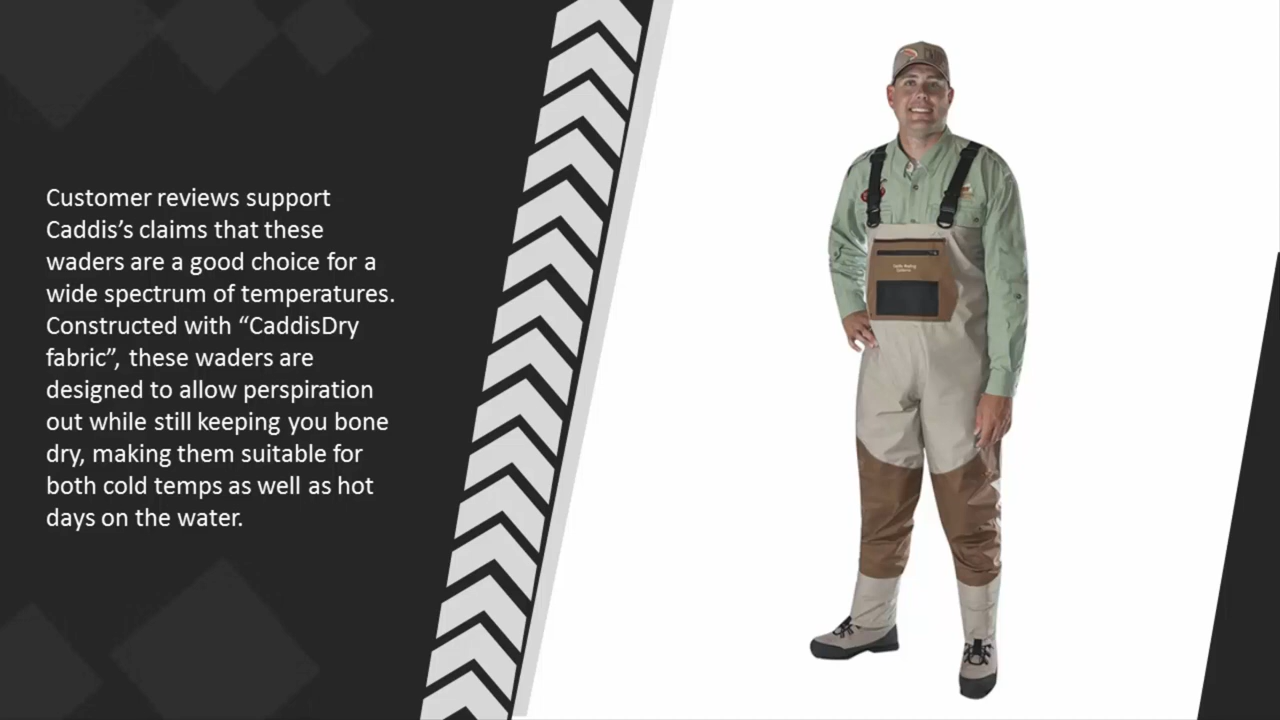 Customer reviews support
Caddis’s claims that these
waders are a good choice for a
wide spectrum of temperatures.
Constructed with “CaddisDry
fabric”, these waders are
designed to allow perspiration
out while still keeping you bone
dry, making them suitable for
both cold temps as well as hot
days on the water.